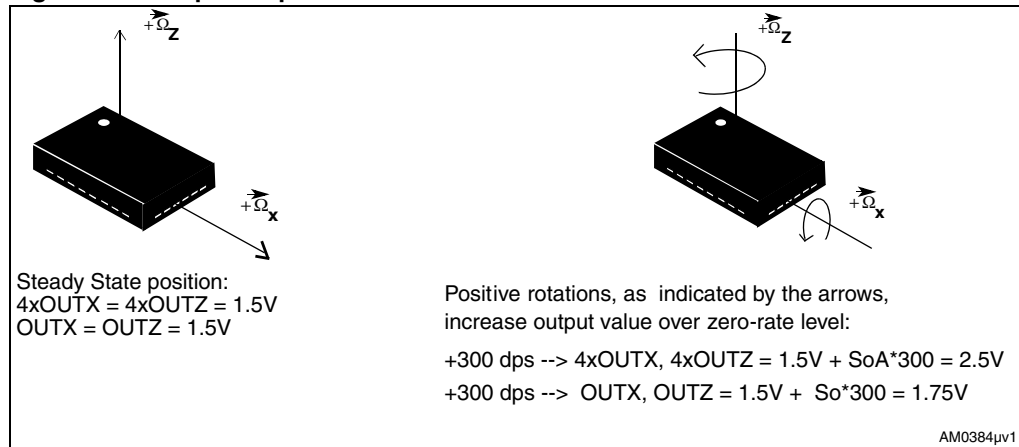 +Ω Z
+Ω X
Steady State position:
4xOUTX = 4xOUTZ = 1.5V
OUTX = OUTZ = 1.5V
+Ω Z
+Ω X
Positive rotations, as indicated by the arrows,
increase output value over zero-rate level:
+300 dps --> 4xOUTX, 4xOUTZ = 1.5V + SoA*300 = 2.5V
+300 dps --> OUTX, OUTZ = 1.5V + So*300 = 1.75V
AM0384µv1